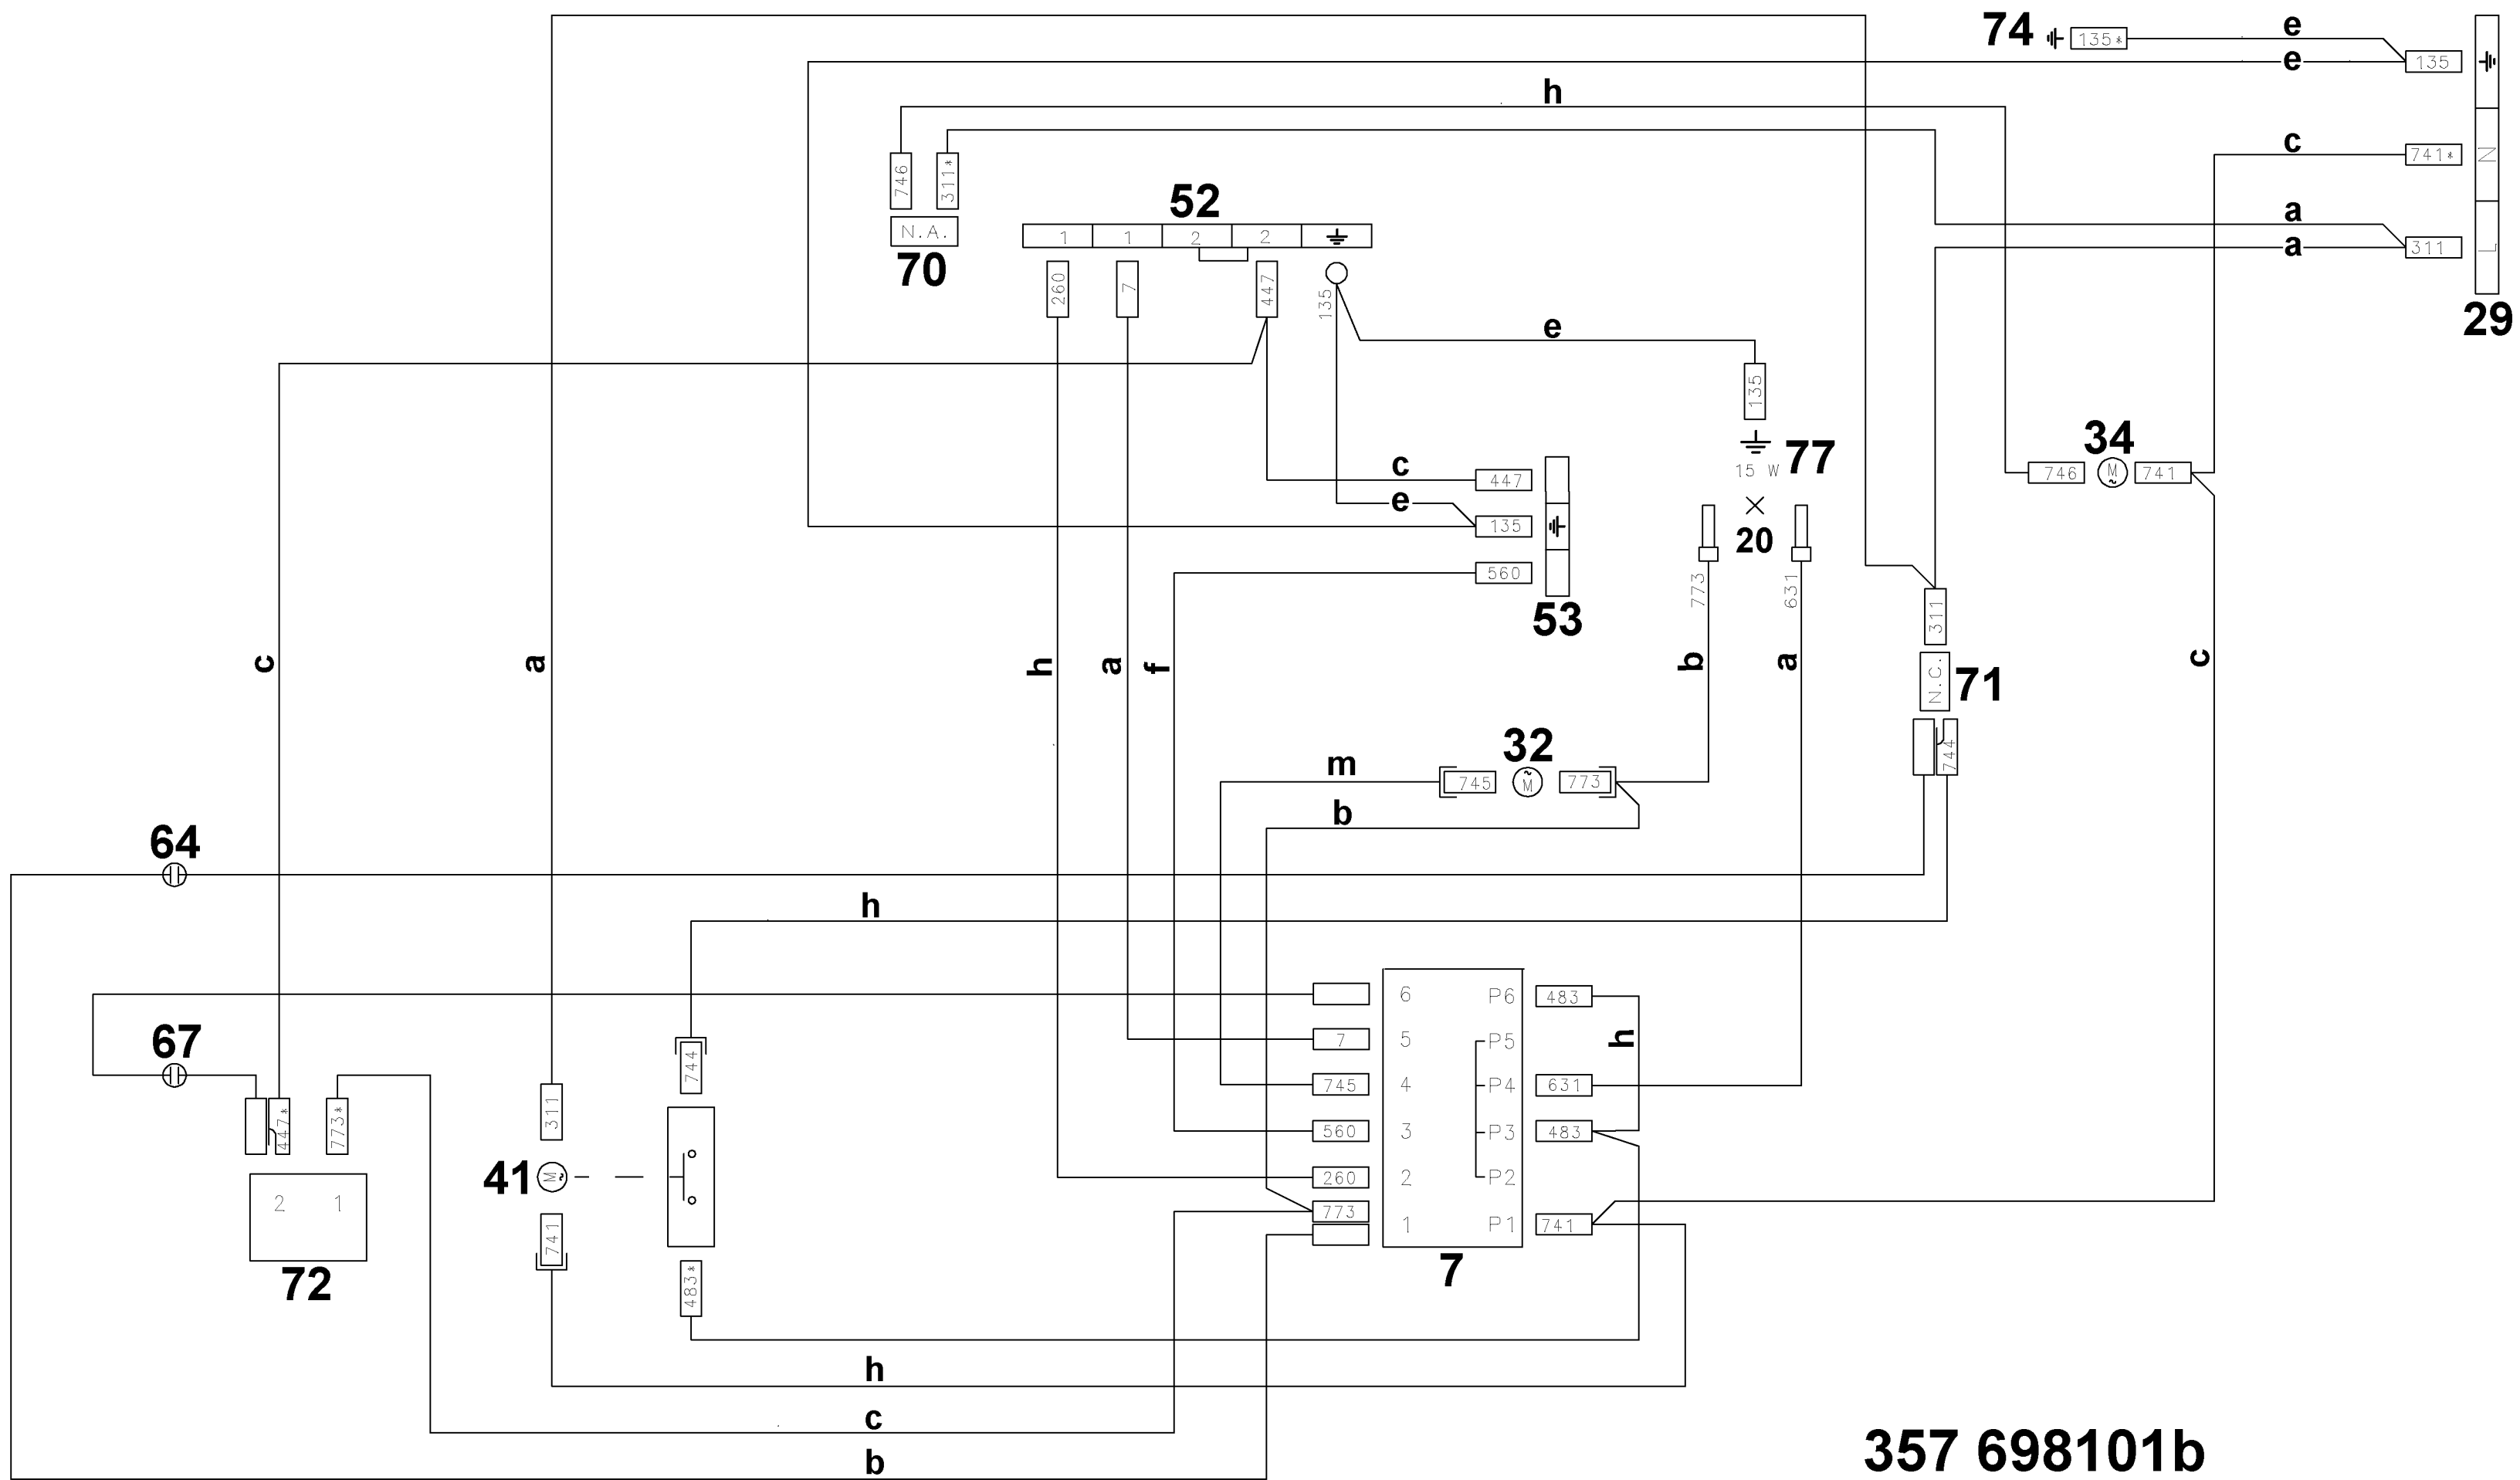 74
135*
e
e
135
h
c
741*
N
746
311*
52
a
N.A.
1
1
2
2
a
311
L
70
29
260
7
447
135
e
135
34
77
c
447
15 W
746
M
741
e
135
20
560
773
631
311
53
c
a
h
a
f
b
a
N.C.
71
c
32
744
m
745
M
773
b
64
h
6
P6
483
67
7
5
P5
h
744
745
4
P4
631
447*
773*
311
560
3
P3
483
41
M
260
2
P2
2
1
773
741
1
P1
741
72
483*
7
h
c
357 698101b
b